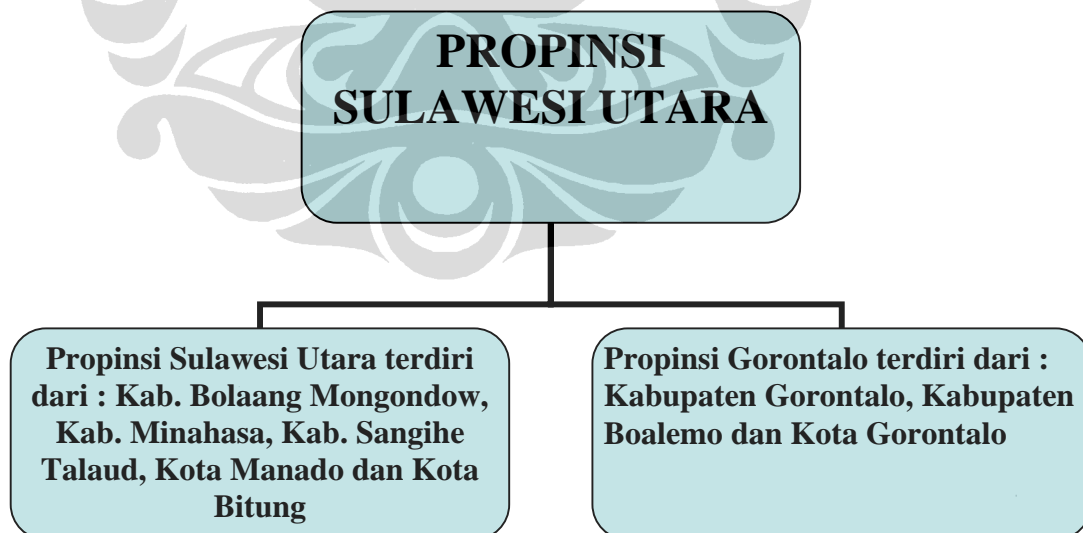 PROPINSI
SULAWESI UTARA
Propinsi Sulawesi Utara terdiri
dari : Kab. Bolaang Mongondow,
Kab. Minahasa, Kab. Sangihe
Talaud, Kota Manado dan Kota
Bitung
Propinsi Gorontalo terdiri dari :
Kabupaten Gorontalo, Kabupaten
Boalemo dan Kota Gorontalo